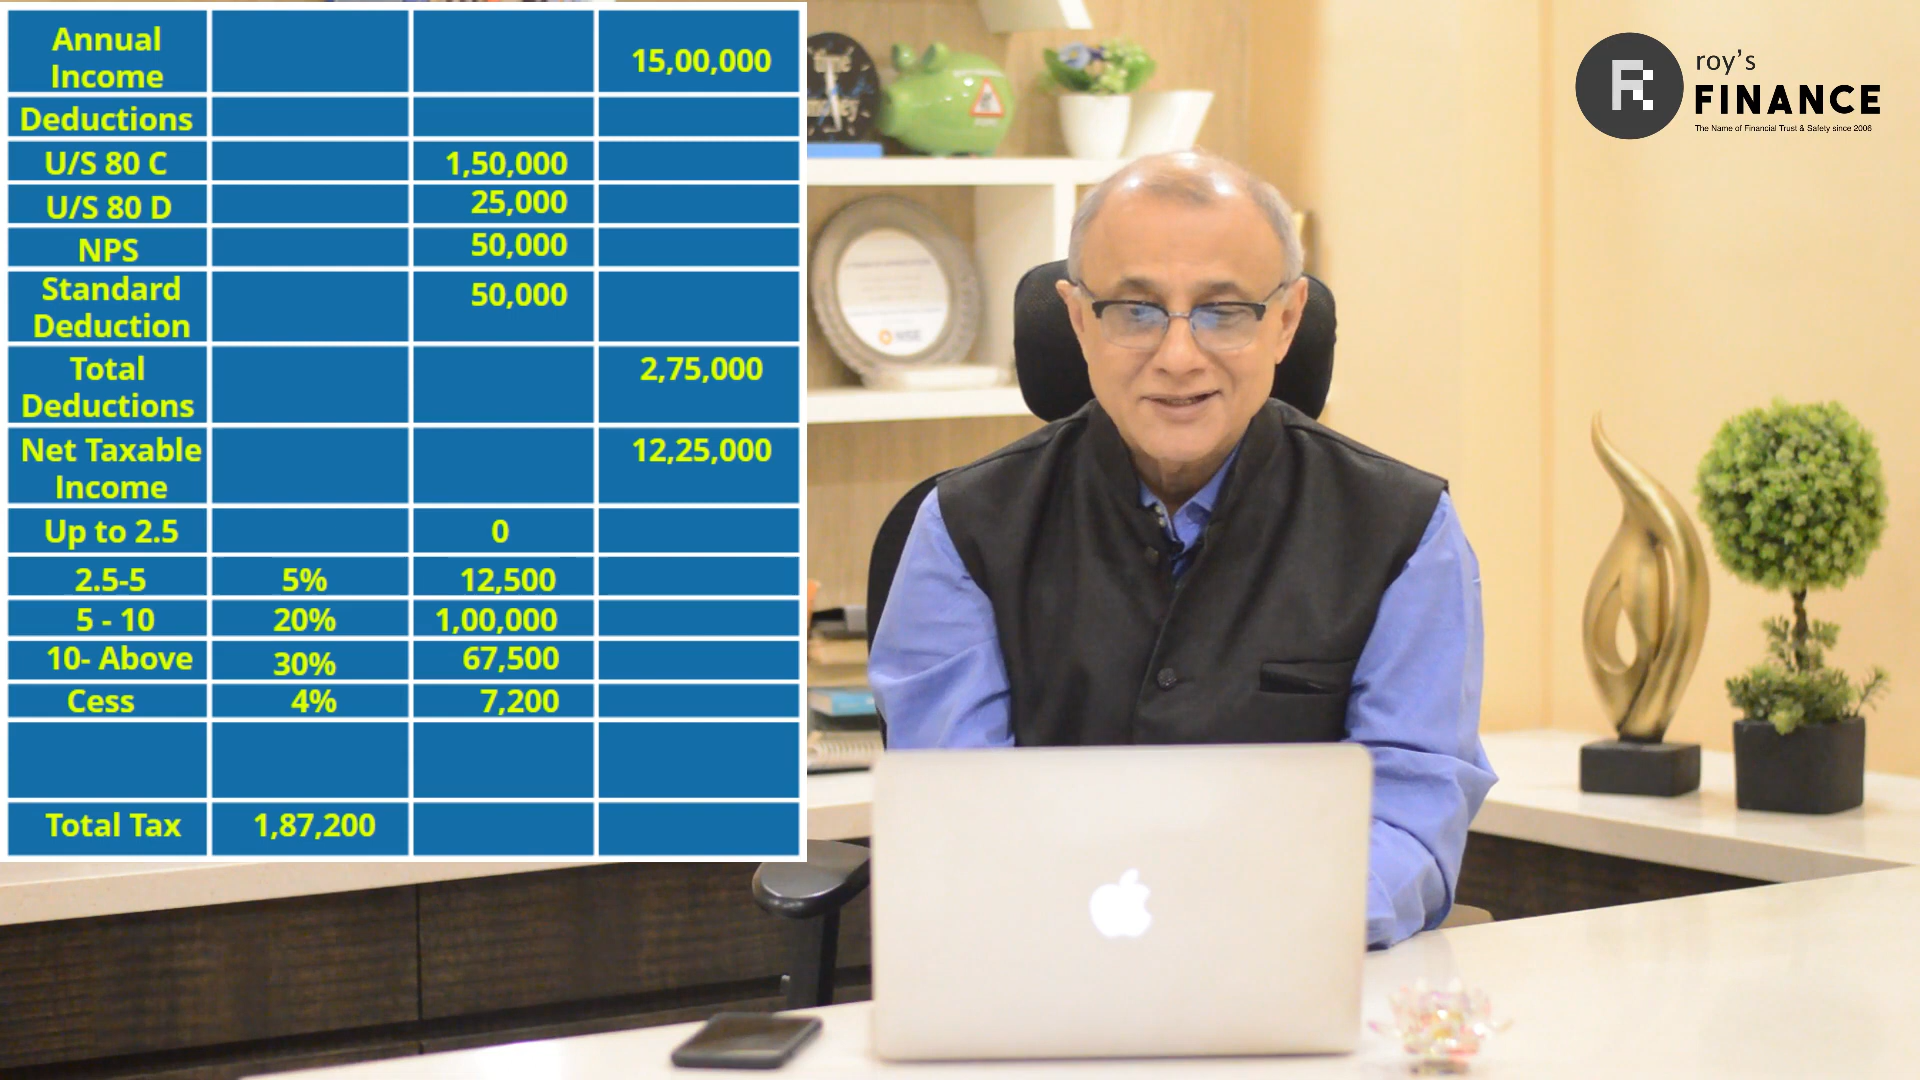 Annual
Income
15,00,000
Deductions
U/S 80 C
1,50,000
U/S 80 D
25,000
NPS
50,000
Standard
Deduction
50,000
Total
Deductions
2,75,000
Net Taxable
Income
12,25,000
Up to 2.5
0
2.5-5
5%
12,500
5 - 10
20%
1,00,000
10- Above
30%
67,500
Cess
4%
7,200
Total Tax
1,87,200
time
money
R
roy's
FINANCE
The Name of Financial Trust & Safety since 2006